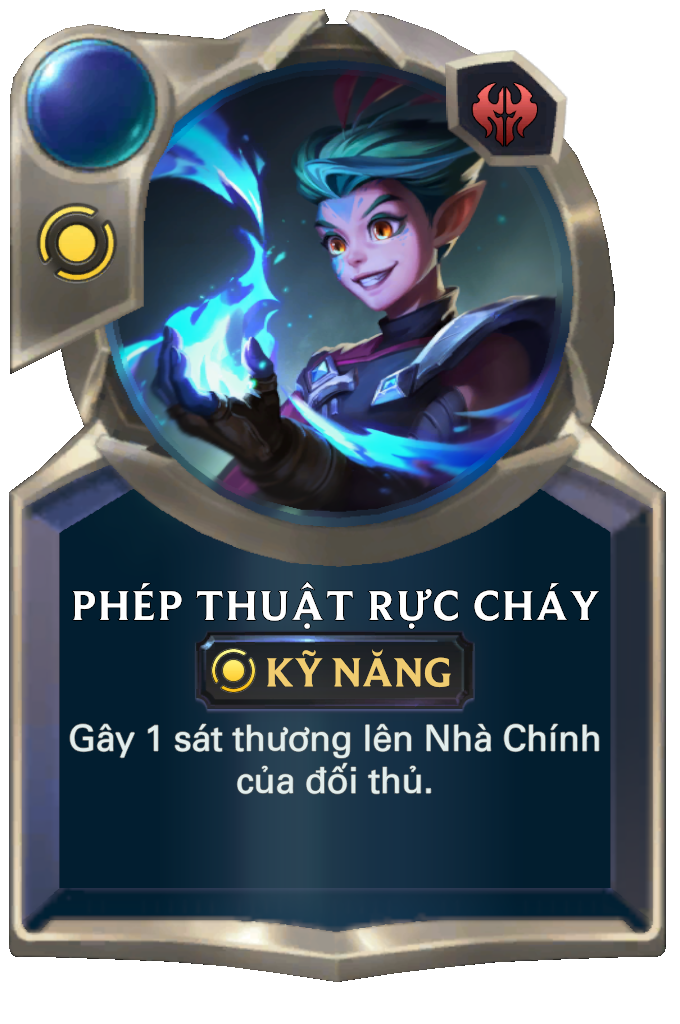 PHÉP THUẬT RỰC CHÁY
KỸ NĂNG
Gây 1 sát thương lên Nhà Chính
của đối thủ.